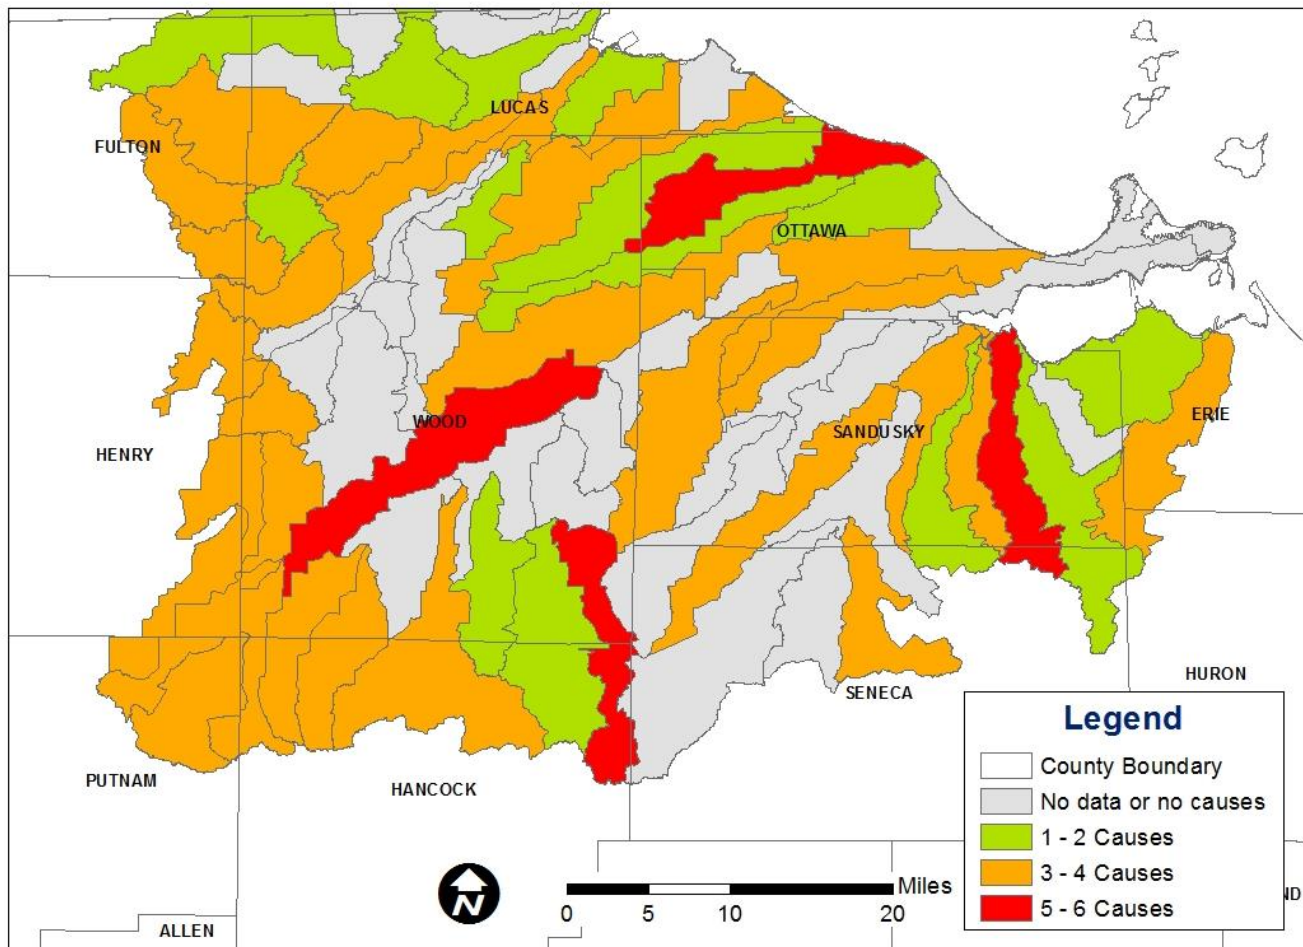 LUCAS
FULTON
OTTAWA
WOOD
ERIE
SANDUSKY
HENRY
HURON
SENECA
PUTNAM
HANCOCK
ALLEN
ND
N
Miles
0 5 10 20
Legend
County Boundary
No data or no causes
1 - 2 Causes
3 - 4 Causes
5 - 6 Causes